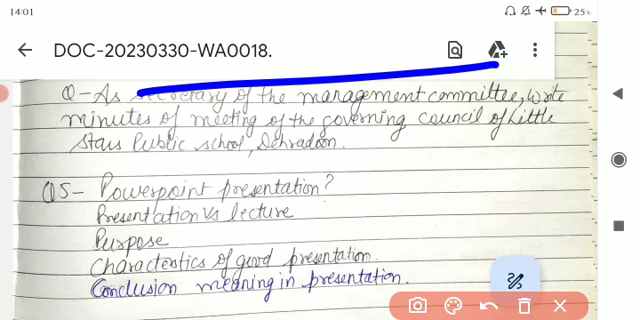 14:01
25%
DOC-20230330-WA0018.
Q-As secretary of the management committee, write
minutes of meeting of the governing council of Little
Stars Public school, Dehradoon.
Q5- Powerpoint presentation?
Presentation vs lecture
Purpose
Characterstics of good presentation.
Conclusion meaning in presentation.